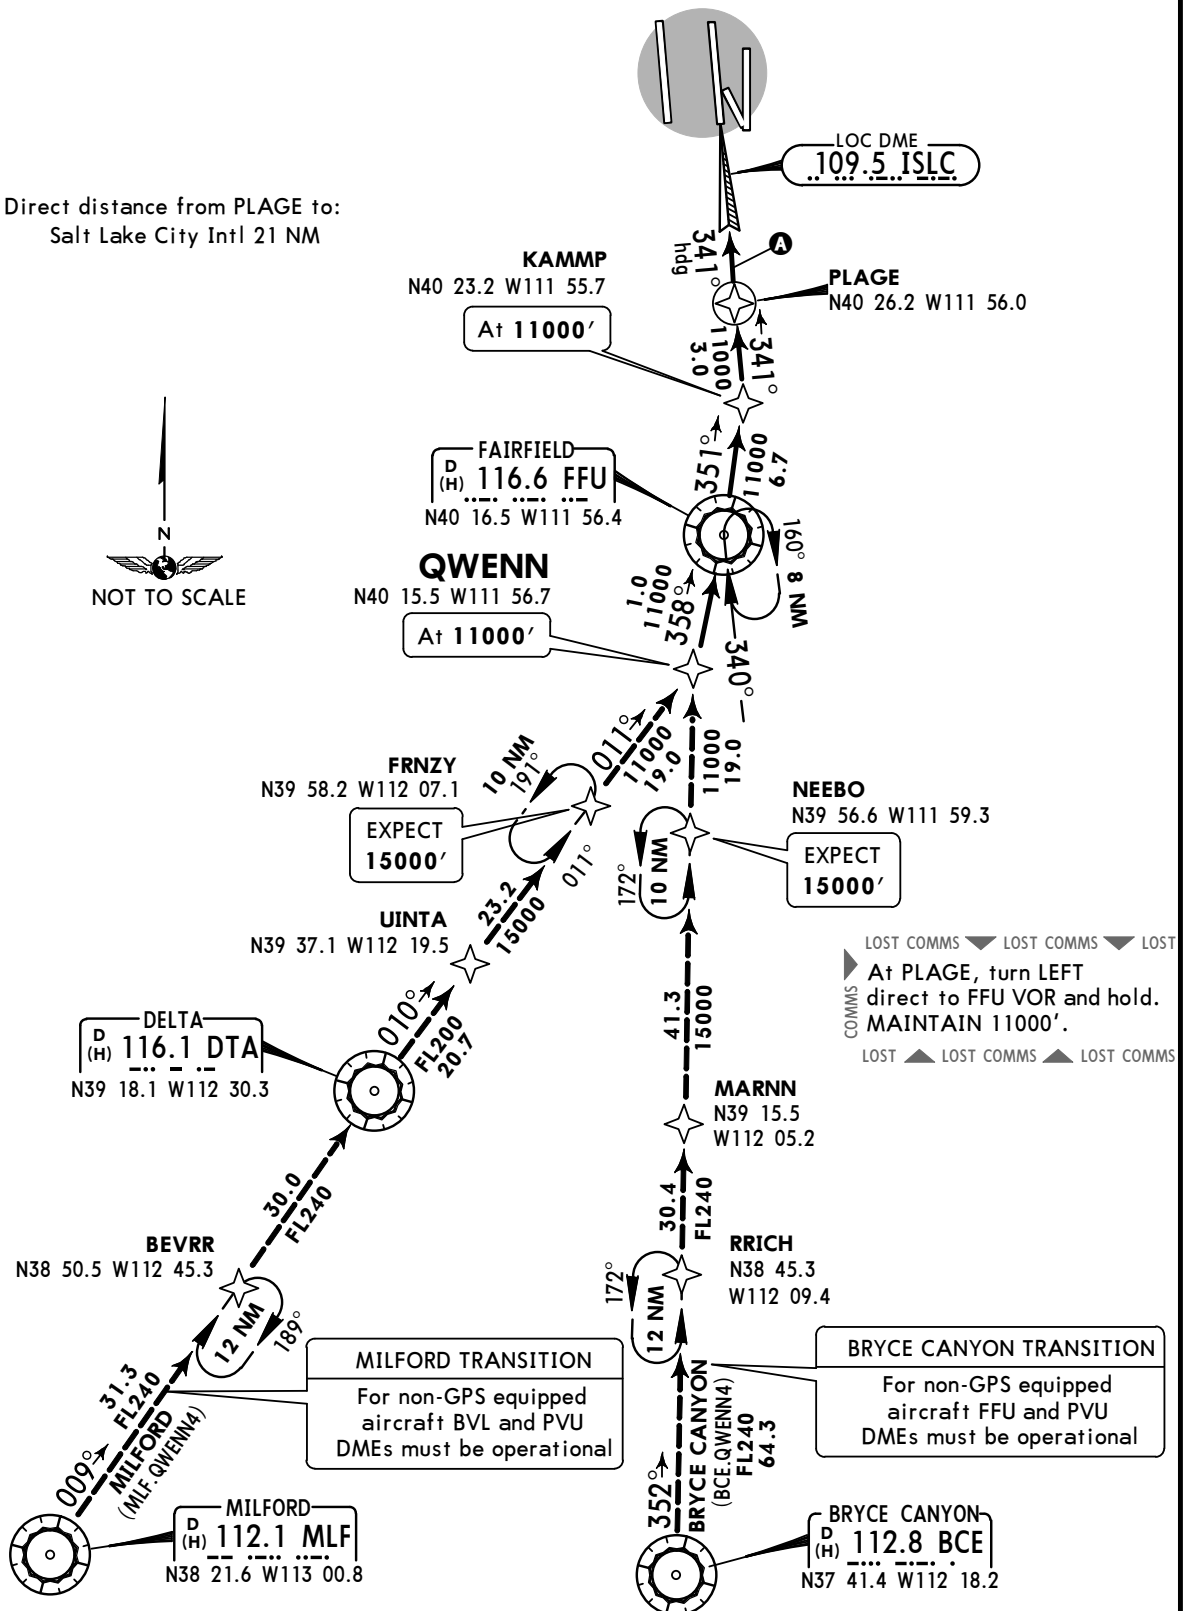 LOC DME
109.5 ISLC
Direct distance from PLAGE to:
Salt Lake City Intl 21 NM
341°
hdg
A
KAMMP
N40 23.2 W111 55.7
At 11000'
PLAGE
N40 26.2 W111 56.0
11000
3.0
341°
N
NOT TO SCALE
FAIRFIELD
D
(H) 116.6 FFU
N40 16.5 W111 56.4
351°
11000
6.7
160° 8 NM
QWENN
N40 15.5 W111 56.7
At 11000'
1.0
11000
358°
340°
FRNZY
N39 58.2 W112 07.1
EXPECT
15000'
10 NM
191°
011°
11000
19.0
11000
19.0
011°
NEEBO
N39 56.6 W111 59.3
EXPECT
15000'
172°
10 NM
UINTA
N39 37.1 W112 19.5
23.2
15000
LOST COMMS LOST COMMS LOST
COMMS
At PLAGE, turn LEFT
direct to FFU VOR and hold.
MAINTAIN 11000'.
LOST LOST COMMS LOST COMMS
41.3
15000
DELTA
D
(H) 116.1 DTA
N39 18.1 W112 30.3
010°
FL200
20.7
MARNN
N39 15.5
W112 05.2
30.0
FL240
30.4
FL240
BEVRR
N38 50.5 W112 45.3
12 NM
189°
RRICH
N38 45.3
W112 09.4
172°
12 NM
MILFORD TRANSITION
For non-GPS equipped
aircraft BVL and PVU
DMEs must be operational
BRYCE CANYON TRANSITION
For non-GPS equipped
aircraft FFU and PVU
DMEs must be operational
009°
31.3
FL240
MILFORD
(MLF.QWENN4)
352°
BRYCE CANYON
(BCE.QWENN4)
FL240
64.3
MILFORD
D
(H) 112.1 MLF
N38 21.6 W113 00.8
BRYCE CANYON
D
(H) 112.8 BCE
N37 41.4 W112 18.2